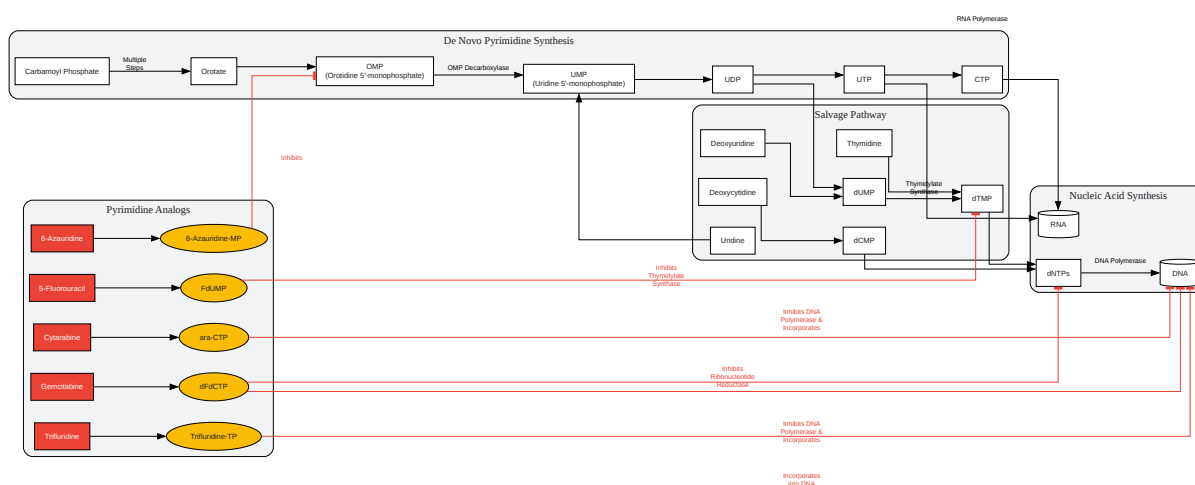 RNA Polymerase
De Novo Pyrimidine Synthesis
Carbamoyl Phosphate
Multiple
Steps
Orotate
OMP
(Orotidine 5'-monophosphate)
OMP Decarboxylase
UMP
(Uridine 5'-monophosphate)
UDP
UTP
CTP
Salvage Pathway
Deoxyuridine
Thymidine
Deoxycytidine
dUMP
Thymidylate
Synthase
dTMP
Uridine
dCMP
Nucleic Acid Synthesis
RNA
dNTPs
DNA Polymerase
DNA
Inhibits
Pyrimidine Analogs
6-Azauridine
6-Azauridine-MP
5-Fluorouracil
FdUMP
Inhibits
Thymidylate
Synthase
Cytarabine
ara-CTP
Inhibits DNA
Polymerase &
Incorporates
Gemcitabine
dFdCTP
Inhibits
Ribonucleotide
Reductase
Trifluridine
Trifluridine-TP
Inhibits DNA
Polymerase &
Incorporates
Incorporates
into DNA